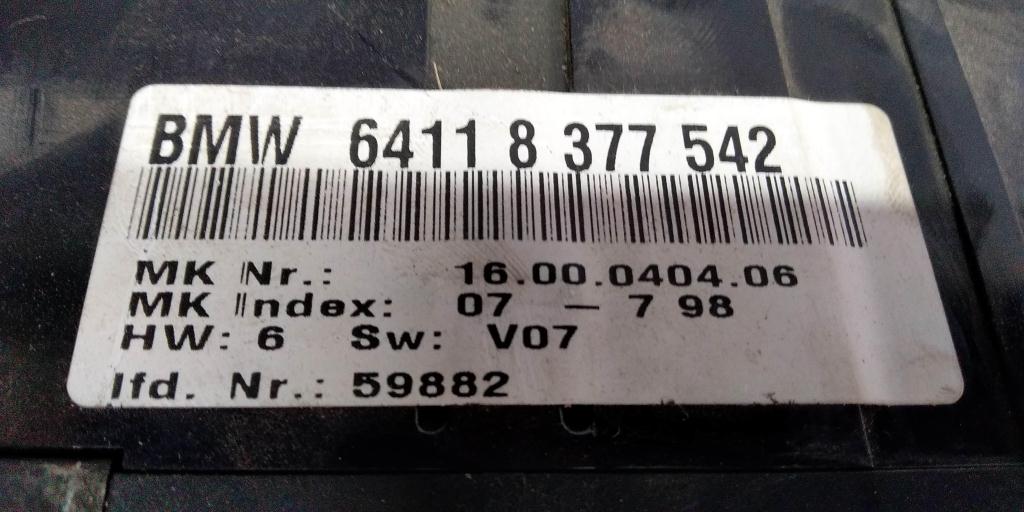 BMW 6411 8 377 542
MK Nr.: 16.00.0404.06
MK Index: 07 – 7 98
HW: 6 Sw: V07
lfd. Nr.: 59882